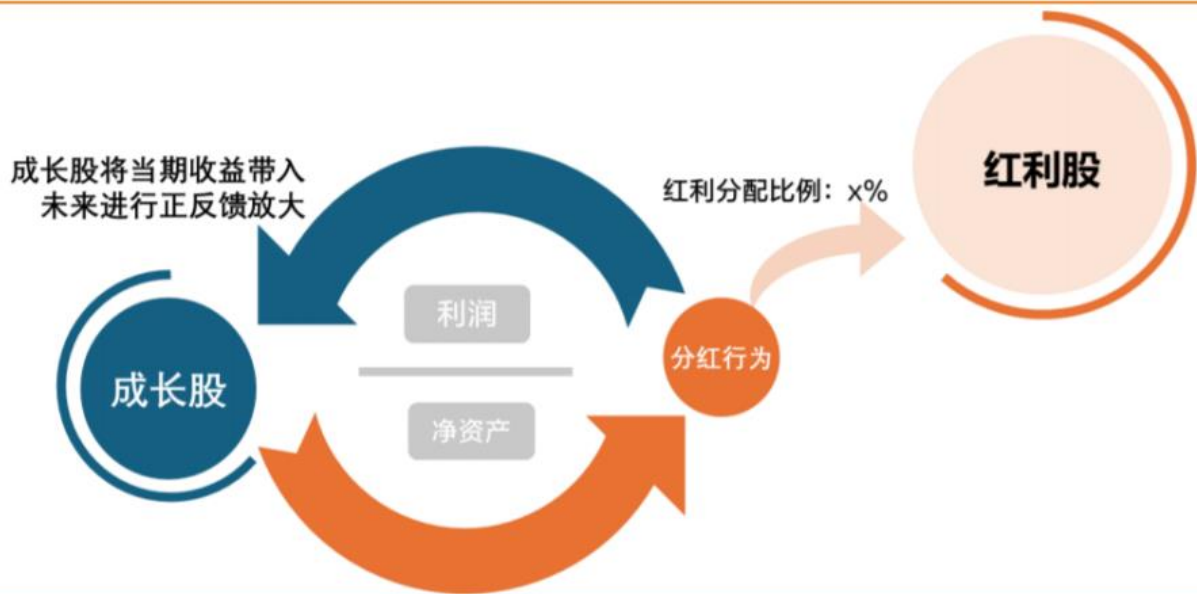 成长股将当期收益带入
未来进行正反馈放大
红利分配比例：x%
红利股
利润
分红行为
成长股
净资产